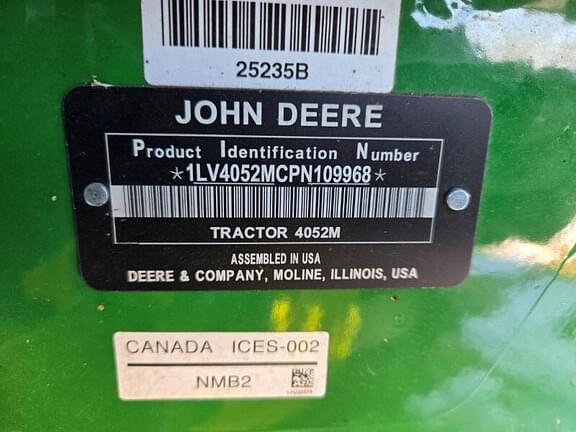 25235B
JOHN DEERE
Product Identification Number
*1LV4052MCPN109968*
TRACTOR 4052M
ASSEMBLED IN USA
DEERE & COMPANY, MOLINE, ILLINOIS, USA
CANADA ICES-002
NMB2